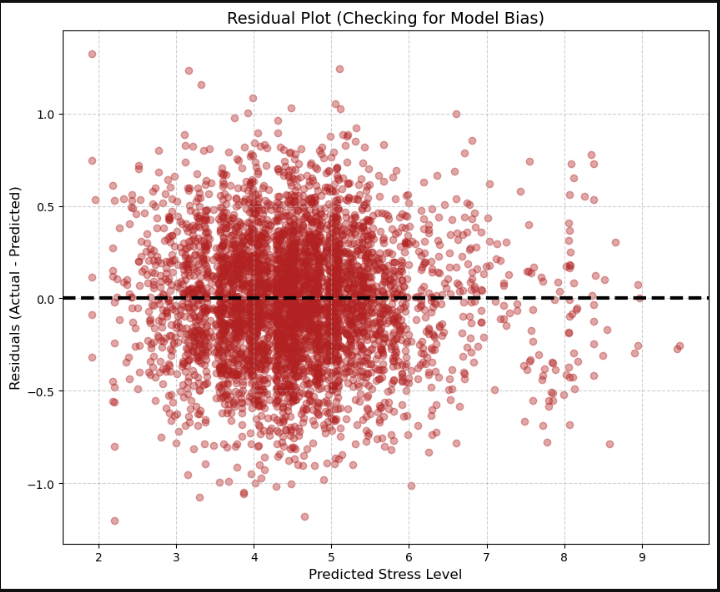 Residual Plot (Checking for Model Bias)
Residuals (Actual - Predicted)
1.0
0.5
0.0
−0.5
−1.0
2 3 4 5 6 7 8 9
Predicted Stress Level